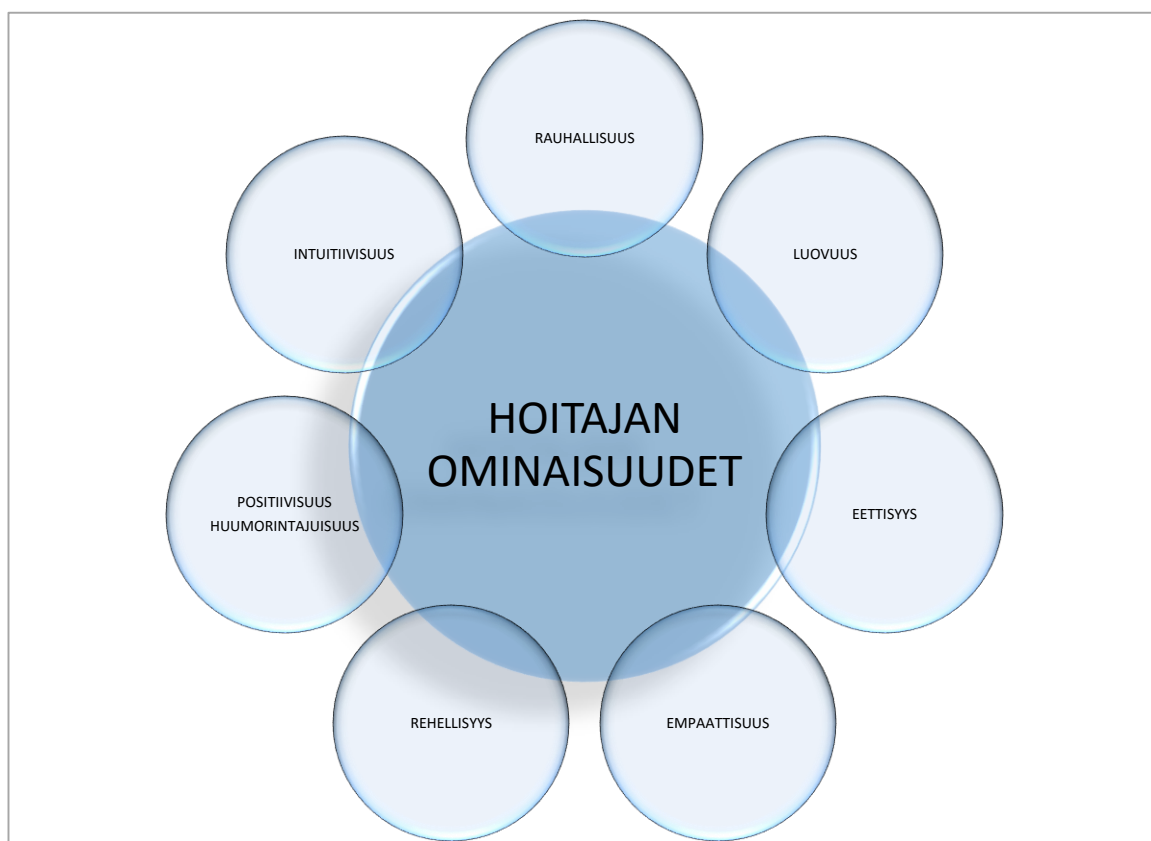 RAUHALLISUUS
INTUITIIVISUUS
LUOVUUS
HOITAJAN
OMINAISUUDET
POSITIIVISUUS
HUUMORINTAJUISUUS
EETTISYYS
REHELLISYYS
EMPAATTISUUS